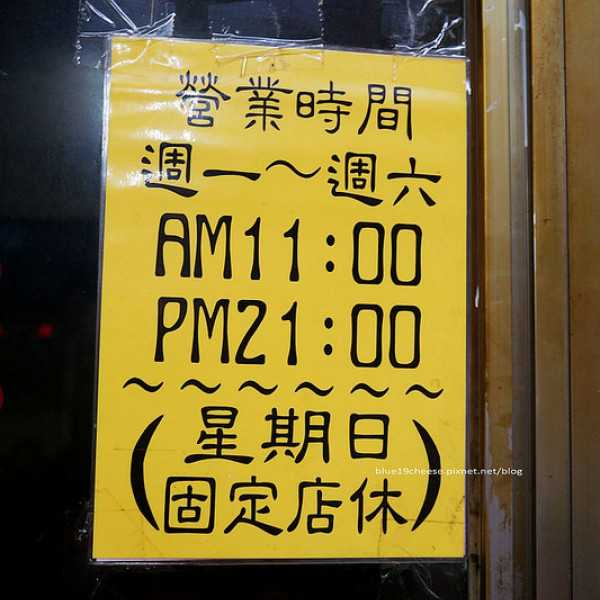 營業時間
週一～週六
AM11:00
PM21:00
～～～～～～
(星期日
固定店休)
blue19cheese.pixnet.net/blog